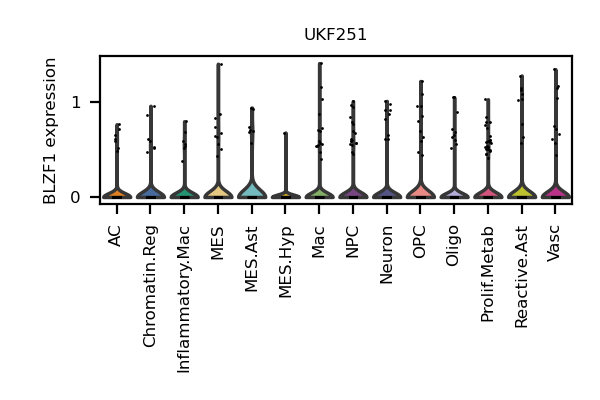 UKF251
BLZF1 expression
1
0
AC
Chromatin.Reg
Inflammatory.Mac
MES
MES.Ast
MES.Hyp
Mac
NPC
Neuron
OPC
Oligo
Prolif.Metab
Reactive.Ast
Vasc